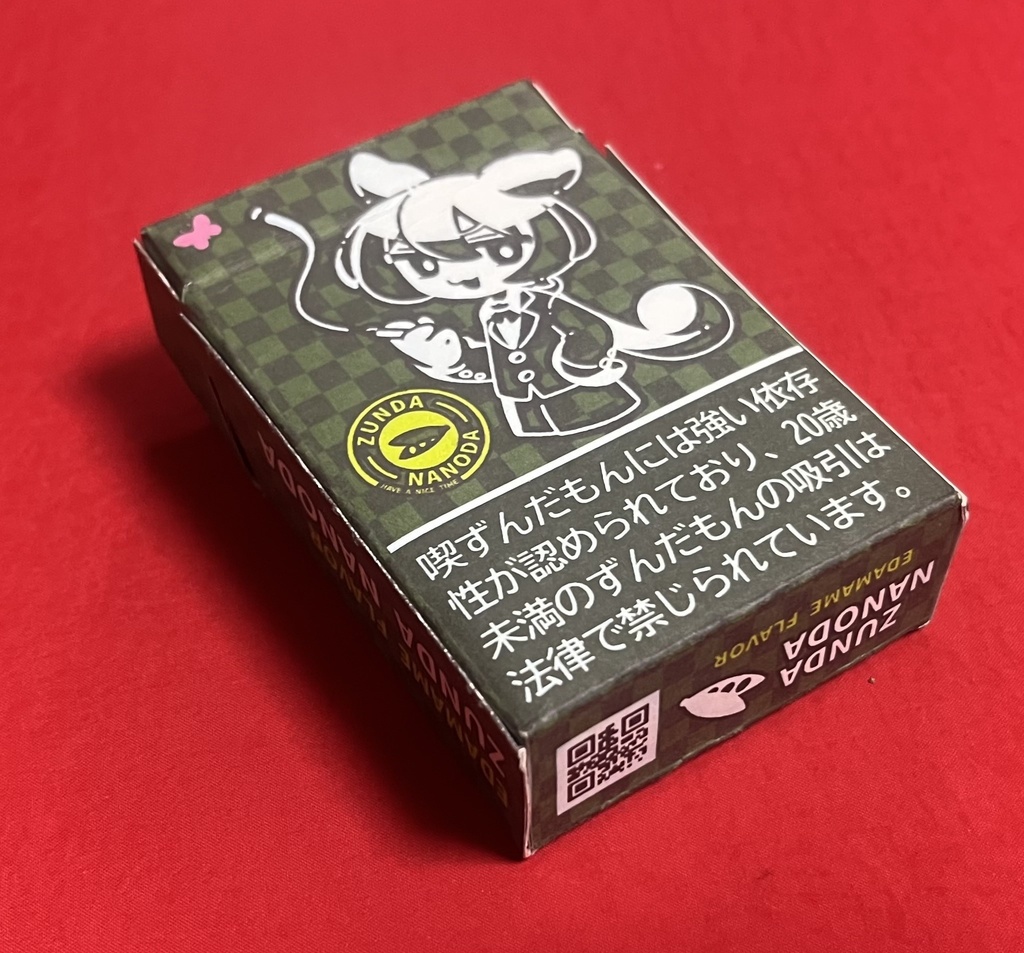 ZUNDA
NANODA
HAVE A NICE TIME
喫ずんだもんには強い依存
性が認められており、20歳
未満のずんだもんの吸引は
法律で禁じられています。
ZUNDA
NANODA
EDAMAME FLAVOR
ZUNDA NANODA